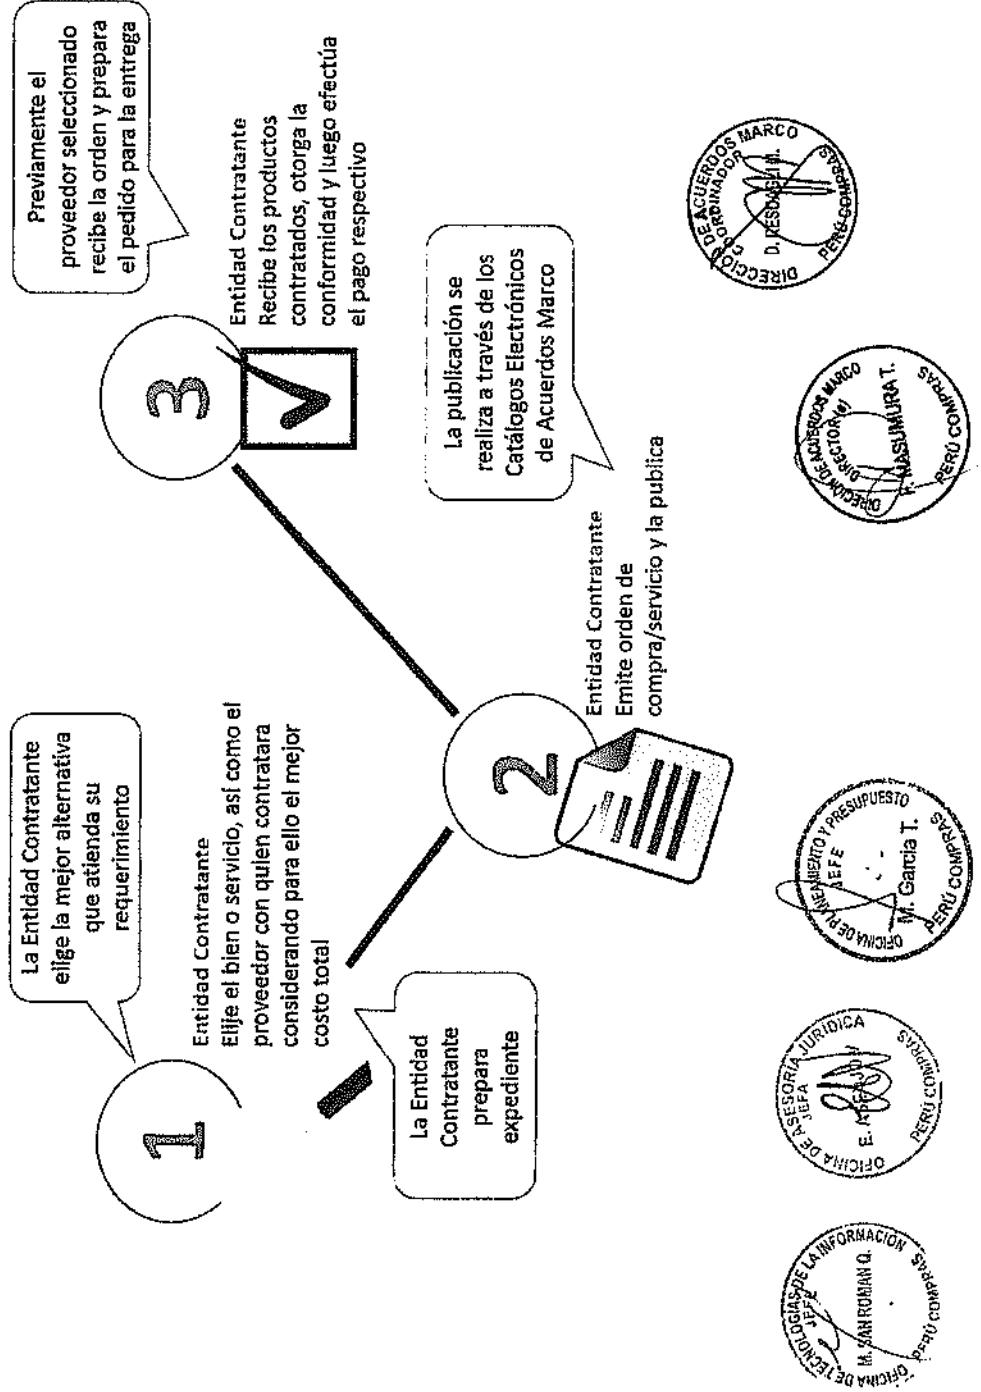 La Entidad Contratante
elige la mejor alternativa
que atienda su
requerimiento
1
Entidad Contratante
Elije el bien o servicio, así como el
proveedor con quien contratara
considerando para ello el mejor
costo total
La Entidad
Contratante
prepara
expediente
2
Entidad Contratante
Emite orden de
compra/servicio y la publica
La publicación se
realiza a través de los
Catálogos Electrónicos
de Acuerdos Marco
3
Previamente el
proveedor seleccionado
recibe la orden y prepara
el pedido para la entrega
Entidad Contratante
Recibe los productos
contratados, otorga la
conformidad y luego efectúa
el pago respectivo
OFICINA DE TECNOLOGÍAS DE LA INFORMACIÓN
JEFE
M. SAN ROMAN Q.
PERÚ COMPRAS
OFICINA DE ASESORÍA JURÍDICA
JEFA
E.
PERÚ COMPRAS
OFICINA DE PLANEAMIENTO Y PRESUPUESTO
JEFE
M. García T.
PERÚ COMPRAS
DIRECCIÓN DE ACUERDOS MARCO
DIRECTOR (e)
F. MASUMURA T.
PERÚ COMPRAS
DIRECCIÓN DE ACUERDOS MARCO
COORDINADOR
D.
PERÚ COMPRAS